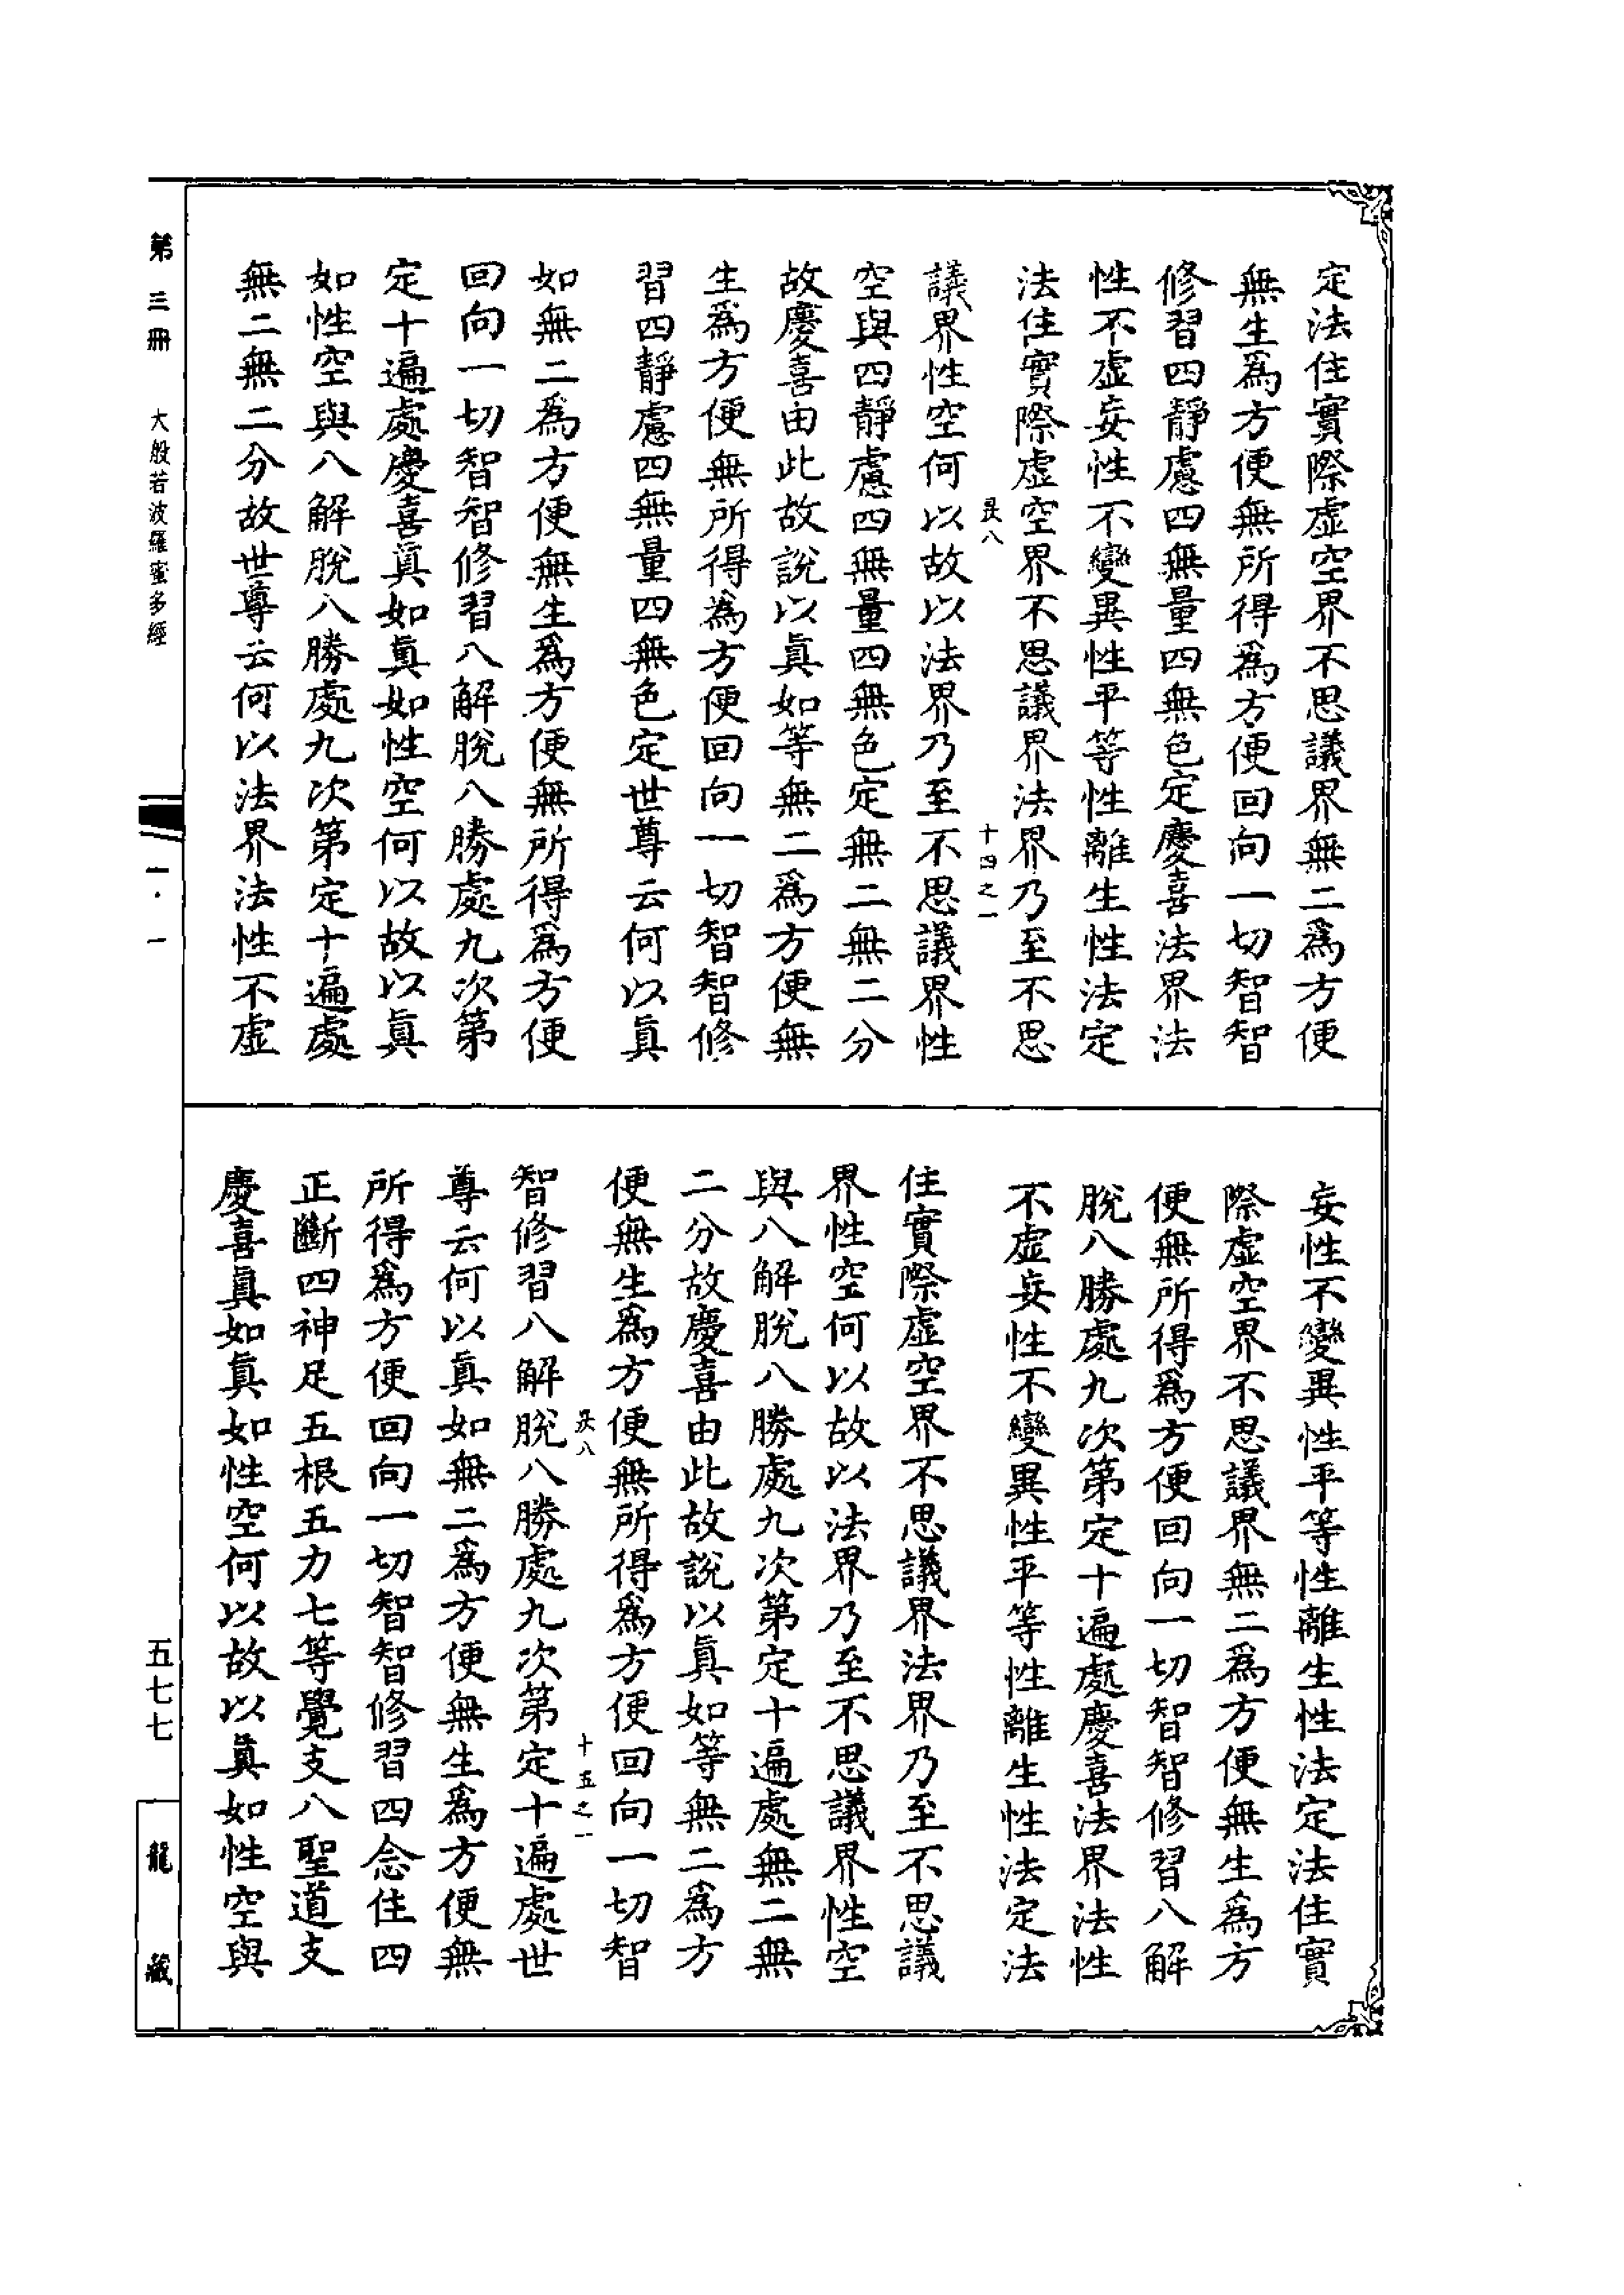 定法住實際虛空界不思議界無二爲方便
無生爲方便無所得爲方便回向一切智智
修習四靜慮四無量四無色定慶喜法界法
性不虛妄性不變異性平等性離生性法定
法住實際虛空界不思議界法界乃至不思
昃八 十四之一
議界性空何以故以法界乃至不思議界性
空與四靜慮四無量四無色定無二無二分
故慶喜由此故說以眞如等無二爲方便無
生爲方便無所得爲方便回向一切智智修
習四靜慮四無量四無色定世尊云何以眞
如無二爲方便無生爲方便無所得爲方便
回向一切智智修習八解脫八勝處九次第
定十遍處慶喜眞如眞如性空何以故以眞
如性空與八解脫八勝處九次第定十遍處
無二無二分故世尊云何以法界法性不虛
妄性不變異性平等性離生性法定法住實
際虛空界不思議界無二爲方便無生爲方
便無所得爲方便回向一切智智修習八解
脫八勝處九次第定十遍處慶喜法界法性
不虛妄性不變異性平等性離生性法定法
住實際虛空界不思議界法界乃至不思議
界性空何以故以法界乃至不思議界性空
與八解脫八勝處九次第定十遍處無二無
二分故慶喜由此故說以眞如等無二爲方
便無生爲方便無所得爲方便回向一切智
昃八 十五之一
智修習八解脫八勝處九次第定十遍處世
尊云何以眞如無二爲方便無生爲方便無
所得爲方便回向一切智智修習四念住四
正斷四神足五根五力七等覺支八聖道支
慶喜眞如眞如性空何以故以眞如性空與
第三冊 大般若波羅蜜多經
一·一
五七七
龍藏